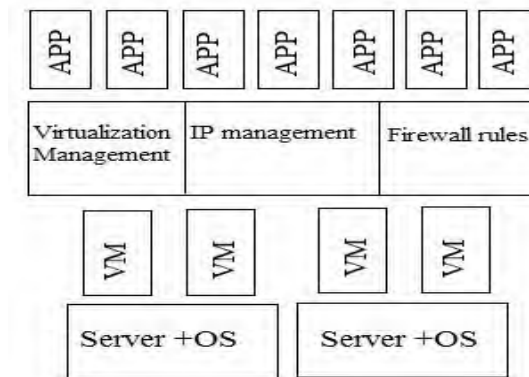 APP APP APP APP APP APP APP
Virtualization Management
IP management
Firewall rules
VM VM VM VM
Server +OS Server +OS